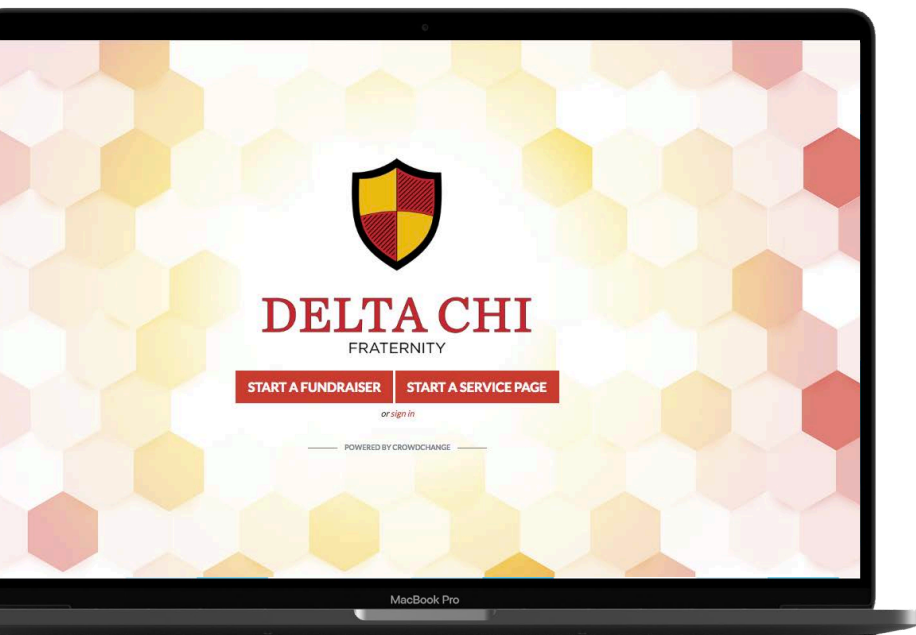 DELTA CHI
FRATERNITY
START A FUNDRAISER START A SERVICE PAGE
or sign in
POWERED BY CROWDCHANGE
MacBook Pro